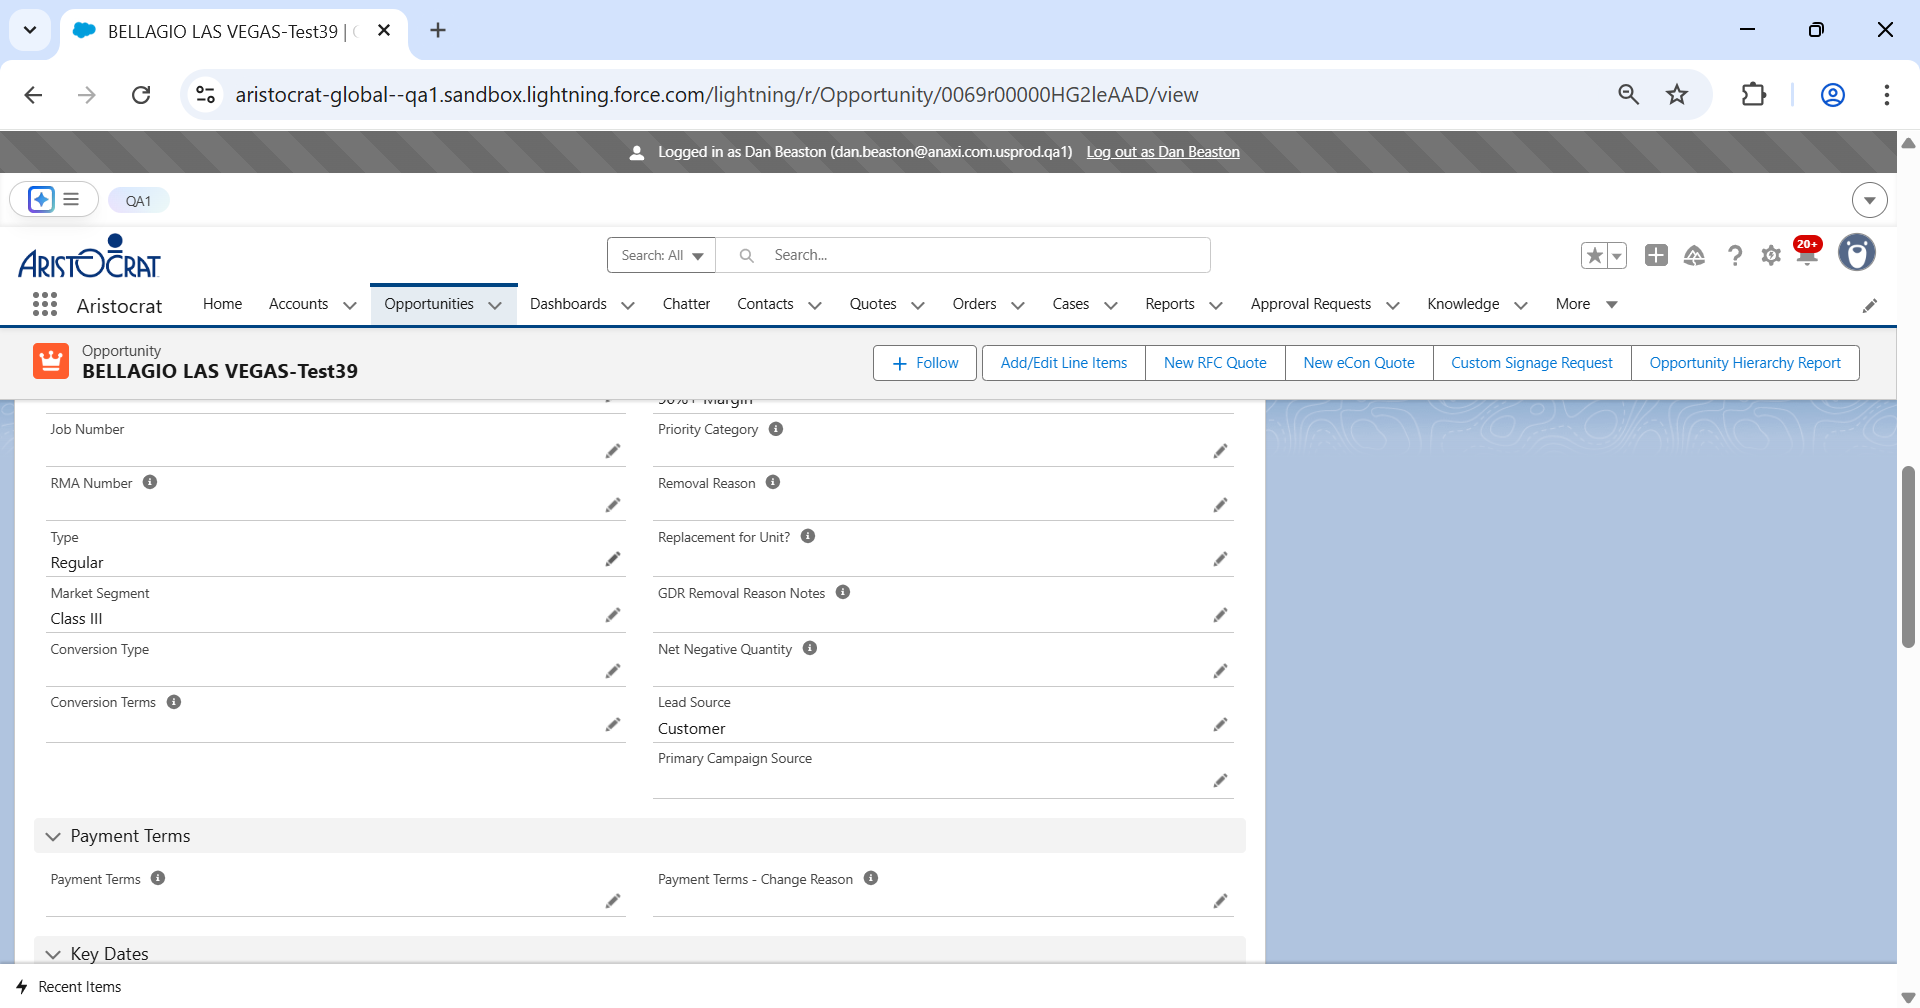 BELLAGIO LAS VEGAS-Test39 |
aristocrat-global--qa1.sandbox.lightning.force.com/lightning/r/Opportunity/0069r00000HG2leAAD/view
Logged in as Dan Beaston (dan.beaston@anaxi.com.usprod.qa1) Log out as Dan Beaston
QA1
ARISTOCRAT
Search: All
Search...
20+
Aristocrat
Home Accounts Opportunities Dashboards Chatter Contacts Quotes Orders Cases Reports Approval Requests Knowledge More
Opportunity
BELLAGIO LAS VEGAS-Test39
Follow Add/Edit Line Items New RFC Quote New eCon Quote Custom Signage Request Opportunity Hierarchy Report
90%+ Margin
Job Number
Priority Category
RMA Number
Removal Reason
Type
Regular
Replacement for Unit?
Market Segment
Class III
GDR Removal Reason Notes
Conversion Type
Net Negative Quantity
Conversion Terms
Lead Source
Customer
Primary Campaign Source
Payment Terms
Payment Terms
Payment Terms - Change Reason
Key Dates
Recent Items